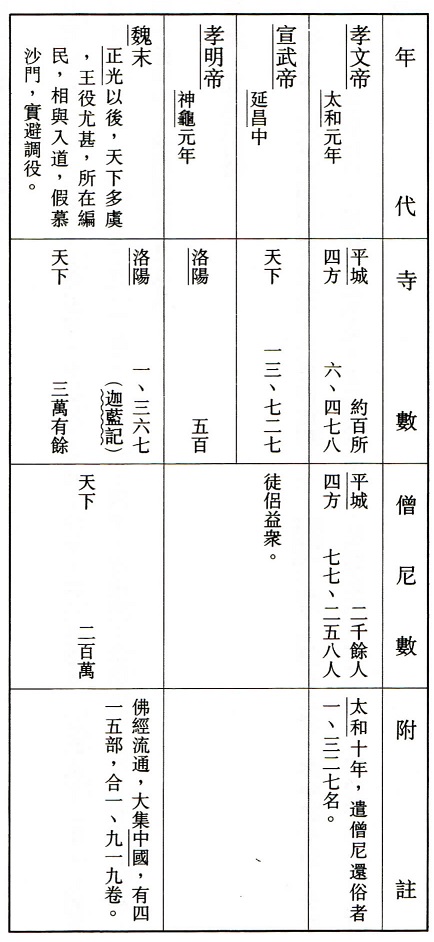 年代
寺數
僧尼數
附註
孝文帝
太和元年
平城　約百所
四方　六、四七八
平城　二千餘人
四方　七七、二五八人
太和十年，遣僧尼還俗者
一、三二七名。
宣武帝
延昌中
天下　一三、七二七
徒侶益衆。
孝明帝
神龜元年
洛陽　五百
魏末
正光以後，天下多虞
，王役尤甚，所在編
民，相與入道，假慕
沙門，實避調役。
洛陽　一、三六七
（迦藍記）
天下　三萬有餘
天下　二百萬
佛經流通，大集中國，有四
一五部，合一、九一九卷。